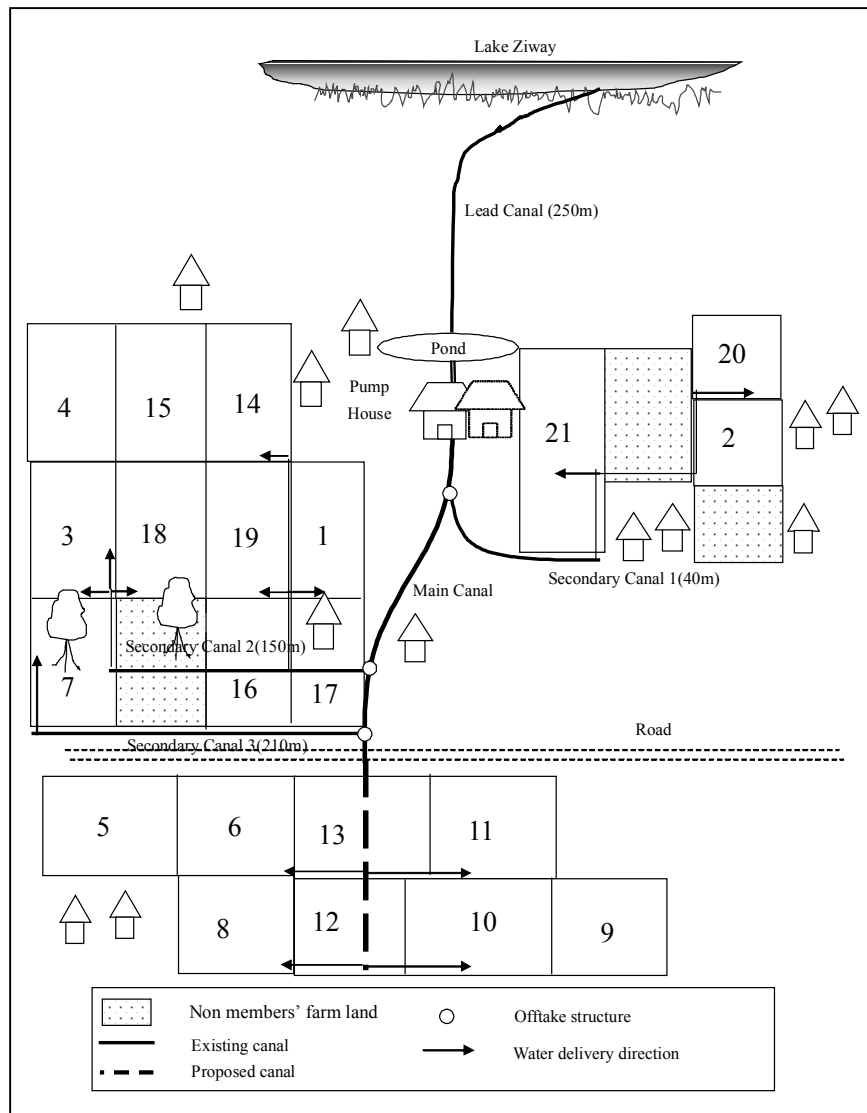 Lake Ziway
Lead Canal (250m)
Pond
Pump
House
20
4
15
14
21
2
3
18
19
1
Secondary Canal 1(40m)
Main Canal
Secondary Canal 2(150m)
7
16
17
Road
Secondary Canal 3(210m)
5
6
13
11
8
12
10
9
Non members’ farm land
Offtake structure
Existing canal
Water delivery direction
Proposed canal